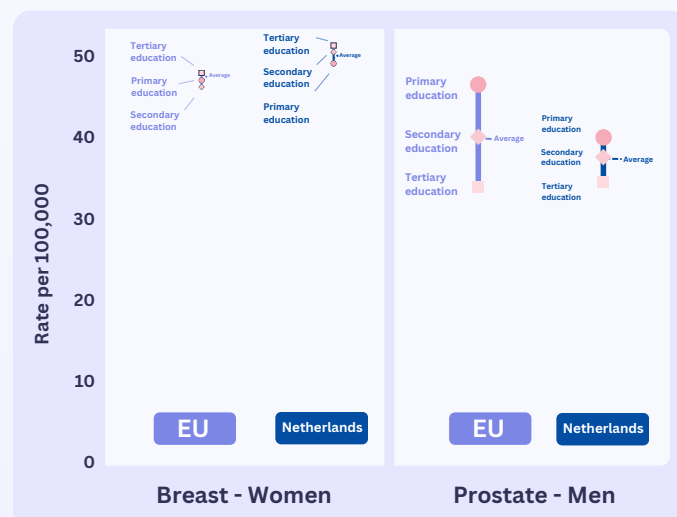 Rate per 100,000
50
40
30
20
10
0
Tertiary
education
Primary
education
Secondary
education
Average
Tertiary
education
Secondary
education
Primary
education
Average
EU
Netherlands
Breast - Women
Primary
education
Secondary
education
Tertiary
education
Average
Primary
education
Secondary
education
Tertiary
education
Average
EU
Netherlands
Prostate - Men